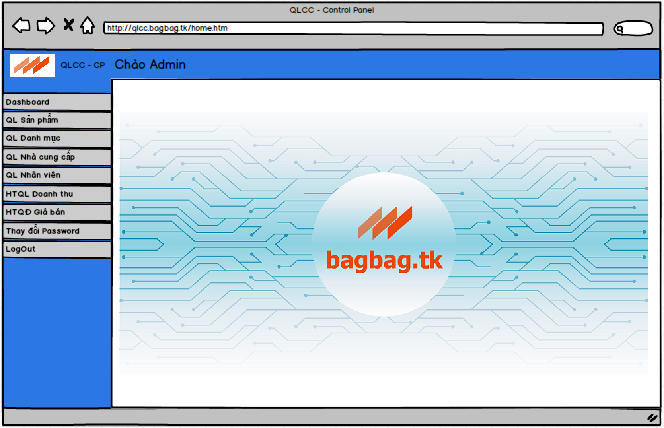 QLCC - Control Panel
http://qlcc.bagbag.tk/home.htm
QLCC - CP
Chào Admin
Dashboard
QL Sản phẩm
QL Danh mục
QL Nhà cung cấp
QL Nhân viên
HTQL Doanh thu
HTQĐ Giá bán
Thay đổi Password
LogOut
bagbag.tk